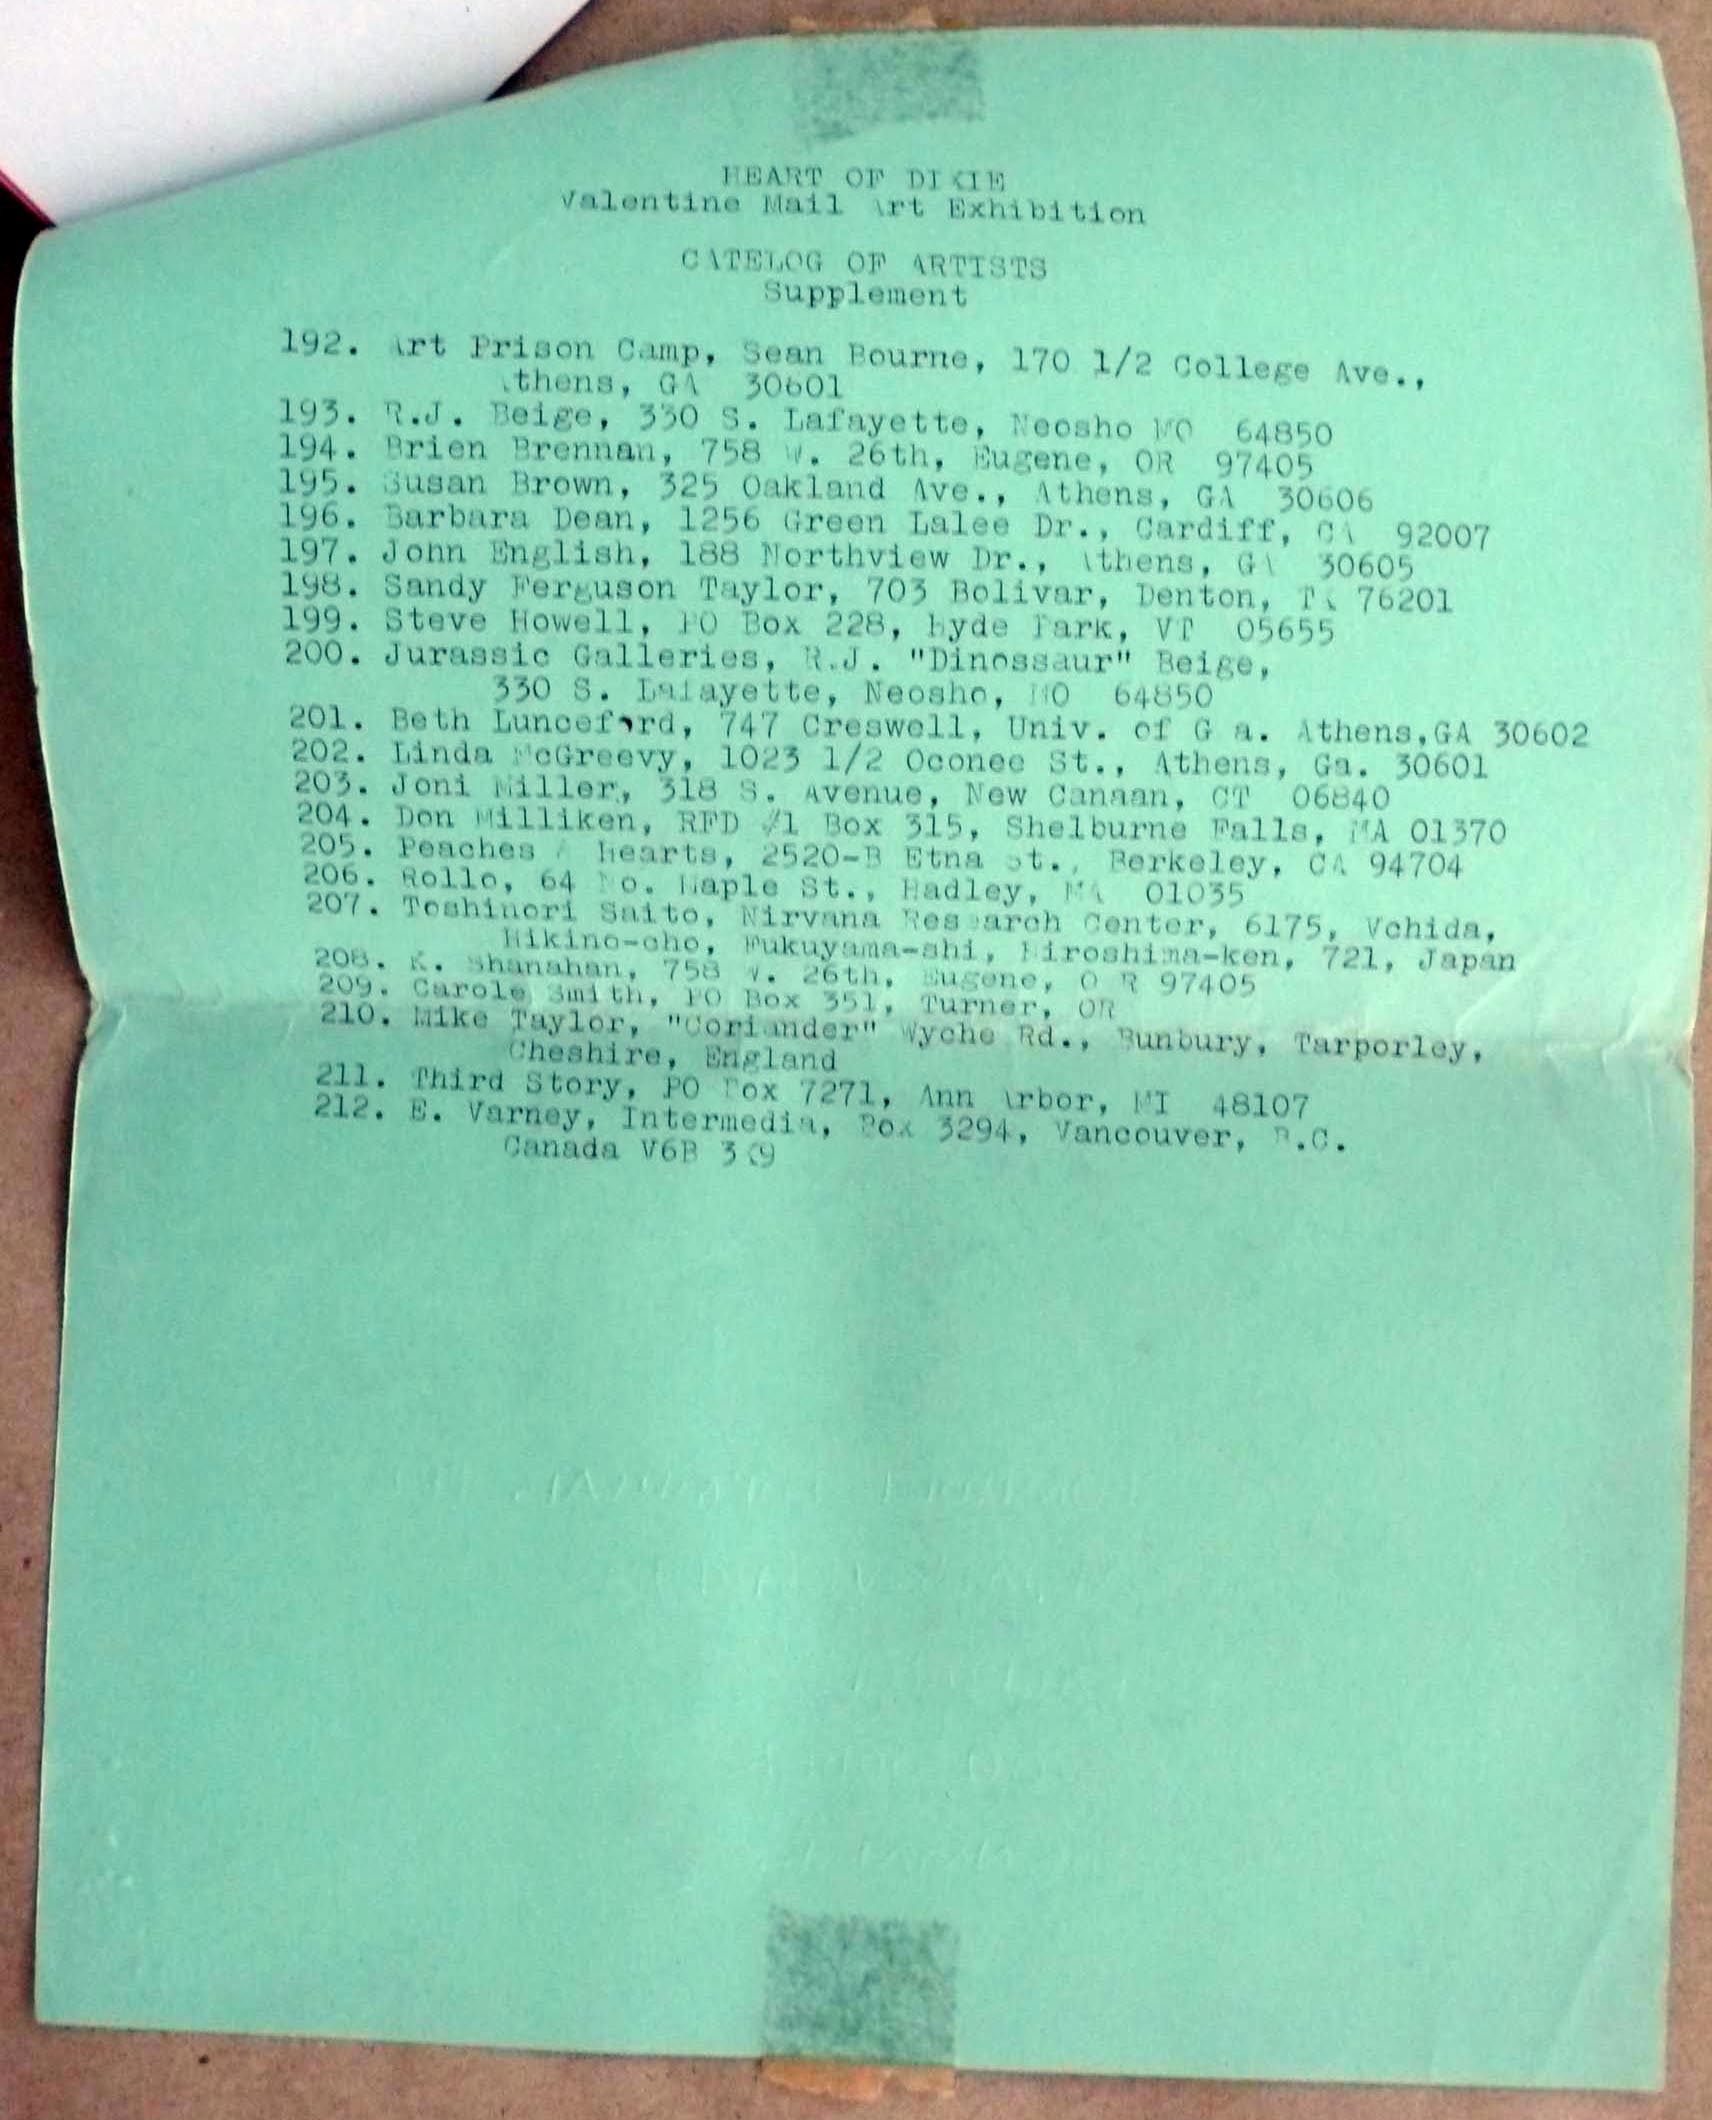 HEART OF DIXIE
Valentine Mail Art Exhibition
CATELOG OF ARTISTS
Supplement
192. Art Prison Camp, Sean Bourne, 170 1/2 College Ave.,
Athens, GA 30601
193. R.J. Beige, 330 S. Lafayette, Neosho MO 64850
194. Brien Brennan, 758 W. 26th, Eugene, OR 97405
195. Susan Brown, 325 Oakland Ave., Athens, GA 30606
196. Barbara Dean, 1256 Green Lalee Dr., Cardiff, CA 92007
197. John English, 188 Northview Dr., Athens, GA 30605
198. Sandy Ferguson Taylor, 703 Bolivar, Denton, TX 76201
199. Steve Howell, PO Box 228, Hyde Park, VT 05655
200. Jurassic Galleries, R.J. "Dinossaur" Beige,
330 S. Lafayette, Neosho, MO 64850
201. Beth Lunceford, 747 Creswell, Univ. of G a. Athens,GA 30602
202. Linda McGreevy, 1023 1/2 Oconee St., Athens, Ga. 30601
203. Joni Miller, 318 S. Avenue, New Canaan, CT 06840
204. Don Milliken, RFD #1 Box 315, Shelburne Falls, MA 01370
205. Peaches & Hearts, 2520-B Etna St., Berkeley, CA 94704
206. Rollo, 64 No. Maple St., Hadley, MA 01035
207. Toshinori Saito, Nirvana Research Center, 6175, Vchida,
Hikino-cho, Fukuyama-shi, Hiroshima-ken, 721, Japan
208. K. Shanahan, 758 W. 26th, Eugene, O R 97405
209. Carole Smith, PO Box 351, Turner, OR
210. Mike Taylor, "Coriander" Wyche Rd., Bunbury, Tarporley,
Cheshire, England
211. Third Story, PO Box 7271, Ann Arbor, MI 48107
212. E. Varney, Intermedia, Box 3294, Vancouver, B.C.
Canada V6B